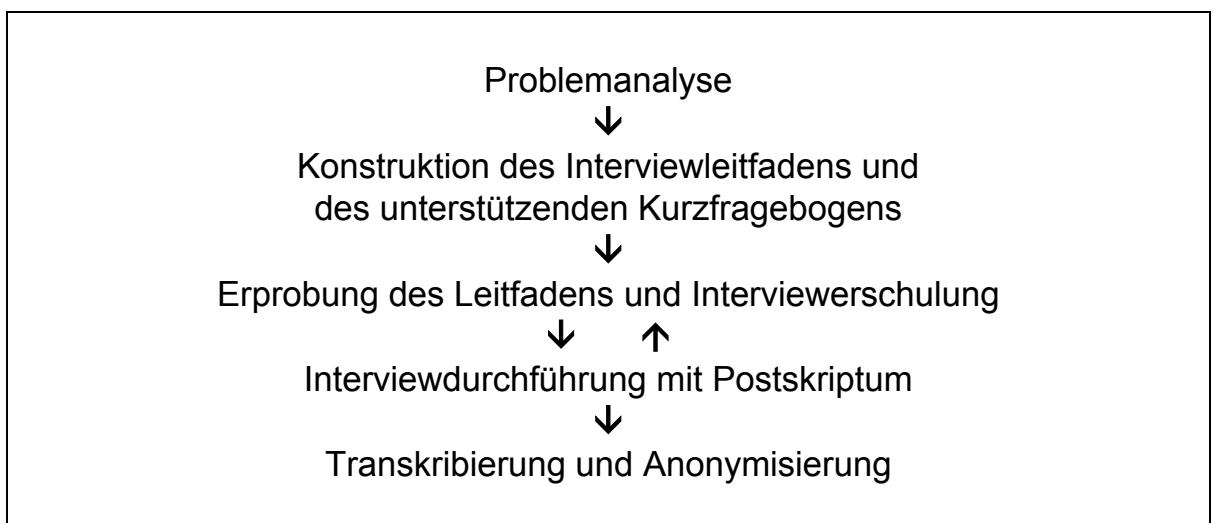 Problemanalyse
↓
Konstruktion des Interviewleitfadens und
des unterstützenden Kurzfragebogens
↓
Erprobung des Leitfadens und Interviewerschulung
↓ ↑
Interviewdurchführung mit Postskriptum
↓
Transkribierung und Anonymisierung